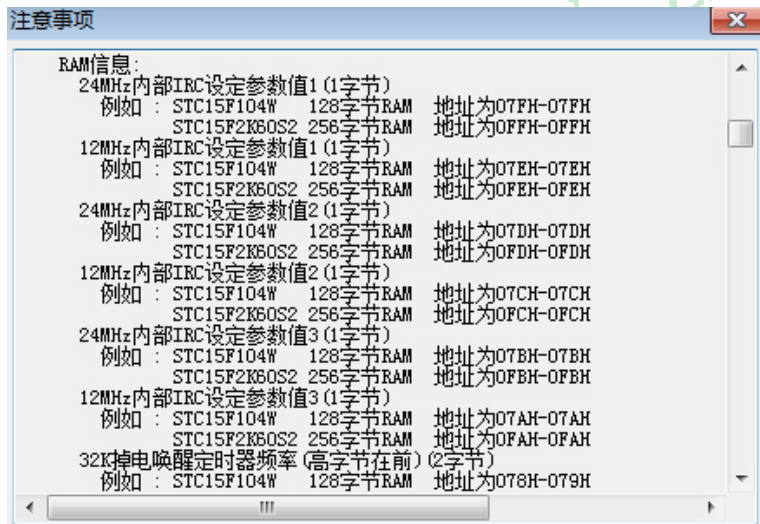 注意事项
RAM信息:
24MHz内部IRC设定参数值1(1字节)
例如 : STC15F104W 128字节RAM 地址为07FH-07FH
STC15F2K60S2 256字节RAM 地址为0FFH-0FFH
12MHz内部IRC设定参数值1(1字节)
例如 : STC15F104W 128字节RAM 地址为07EH-07EH
STC15F2K60S2 256字节RAM 地址为0FEH-0FEH
24MHz内部IRC设定参数值2(1字节)
例如 : STC15F104W 128字节RAM 地址为07DH-07DH
STC15F2K60S2 256字节RAM 地址为0FDH-0FDH
12MHz内部IRC设定参数值2(1字节)
例如 : STC15F104W 128字节RAM 地址为07CH-07CH
STC15F2K60S2 256字节RAM 地址为0FCH-0FCH
24MHz内部IRC设定参数值3(1字节)
例如 : STC15F104W 128字节RAM 地址为07BH-07BH
STC15F2K60S2 256字节RAM 地址为0FBH-0FBH
12MHz内部IRC设定参数值3(1字节)
例如 : STC15F104W 128字节RAM 地址为07AH-07AH
STC15F2K60S2 256字节RAM 地址为0FAH-0FAH
32K掉电唤醒定时器频率(高字节在前)(2字节)
例如 : STC15F104W 128字节RAM 地址为078H-079H